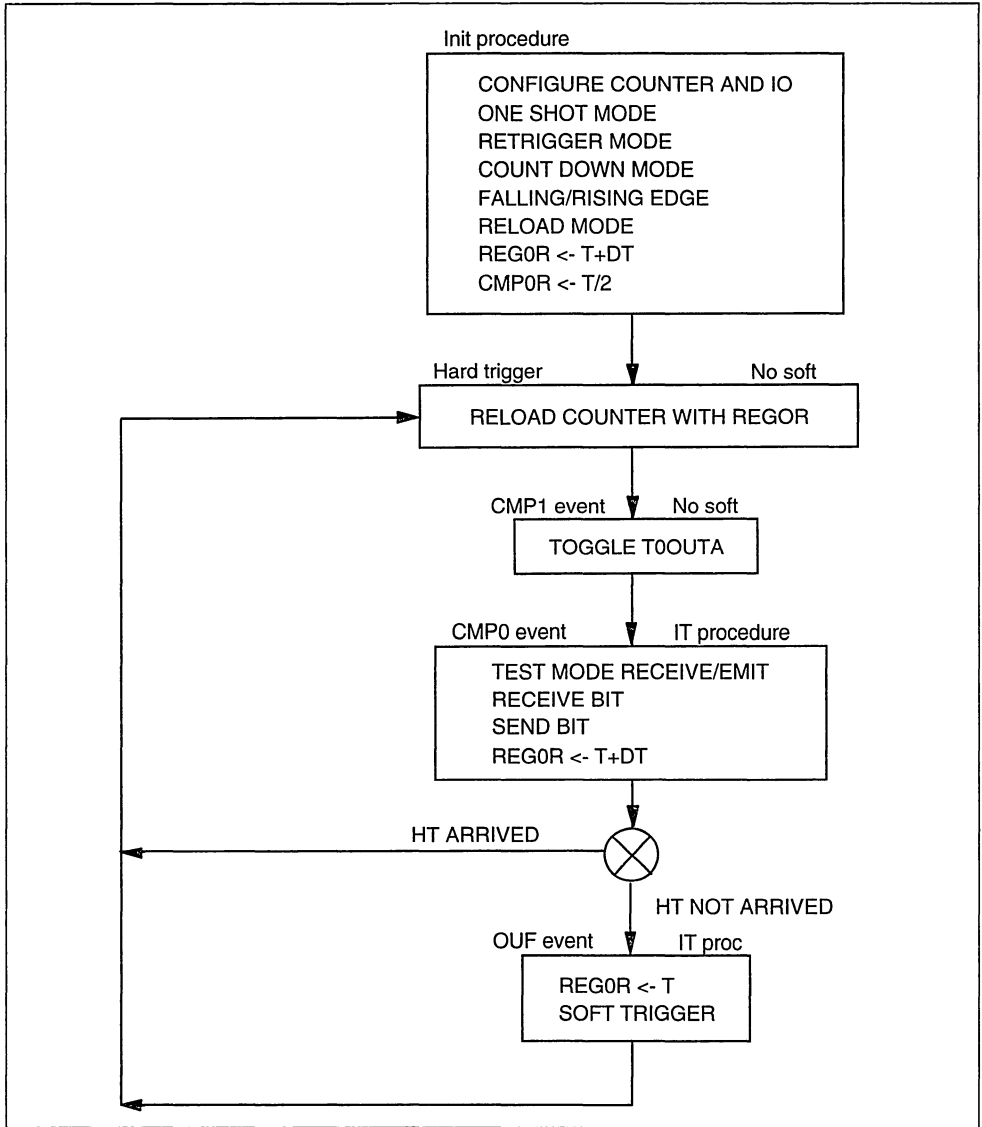 Init procedure
CONFIGURE COUNTER AND IO
ONE SHOT MODE
RETRIGGER MODE
COUNT DOWN MODE
FALLING/RISING EDGE
RELOAD MODE
REG0R <- T+DT
CMP0R <- T/2
Hard trigger No soft
RELOAD COUNTER WITH REGOR
CMP1 event No soft
TOGGLE T0OUTA
CMP0 event IT procedure
TEST MODE RECEIVE/EMIT
RECEIVE BIT
SEND BIT
REG0R <- T+DT
HT ARRIVED
HT NOT ARRIVED
OUF event IT proc
REG0R <- T
SOFT TRIGGER